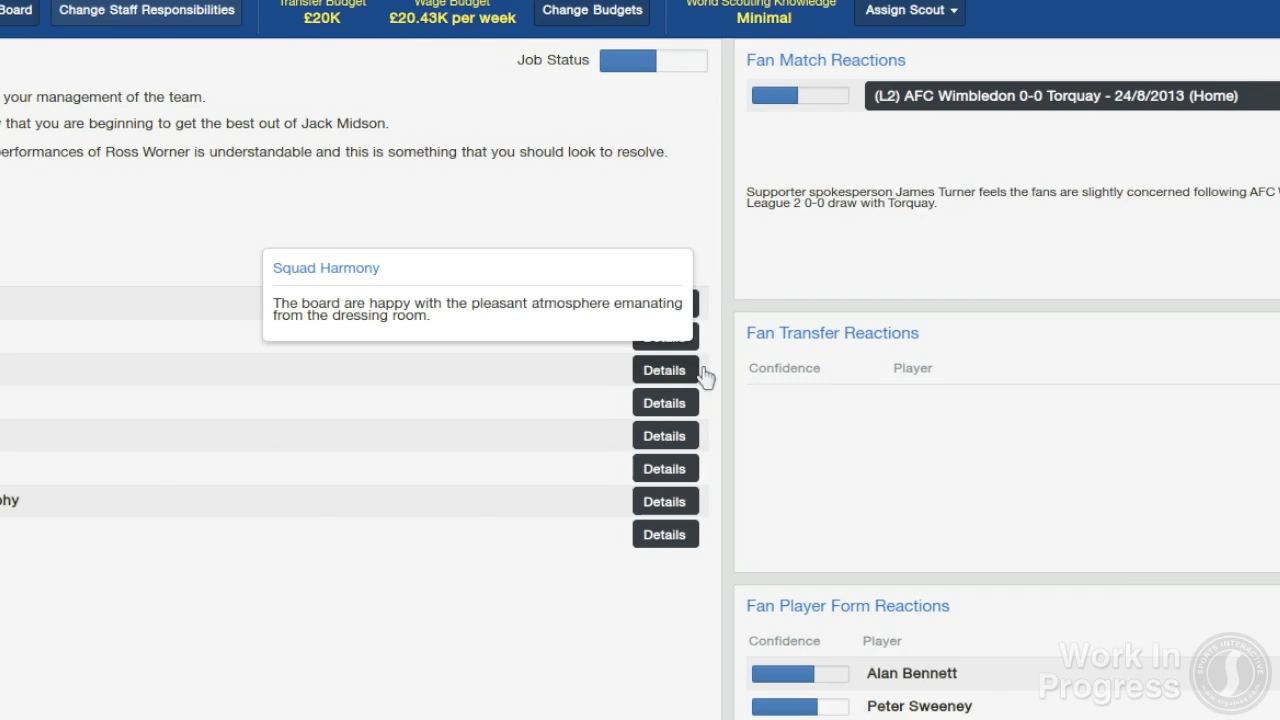 Board
Change Staff Responsibilities
Transfer Budget
£20K
Wage Budget
£20.43K per week
Change Budgets
World Scouting Knowledge
Minimal
Assign Scout
Job Status
your management of the team.
that you are beginning to get the best out of Jack Midson.
erformances of Ross Worner is understandable and this is something that you should look to resolve.
Squad Harmony
The board are happy with the pleasant atmosphere emanating
from the dressing room.
Details
Details
Details
Details
Details
phy
Details
Details
Fan Match Reactions
(L2) AFC Wimbledon 0-0 Torquay - 24/8/2013 (Home)
Supporter spokesperson James Turner feels the fans are slightly concerned following AFC
League 2 0-0 draw with Torquay.
Fan Transfer Reactions
Confidence
Player
Fan Player Form Reactions
Confidence
Player
Alan Bennett
Peter Sweeney
Work In
Progress
SPORTS INTERACTIVE